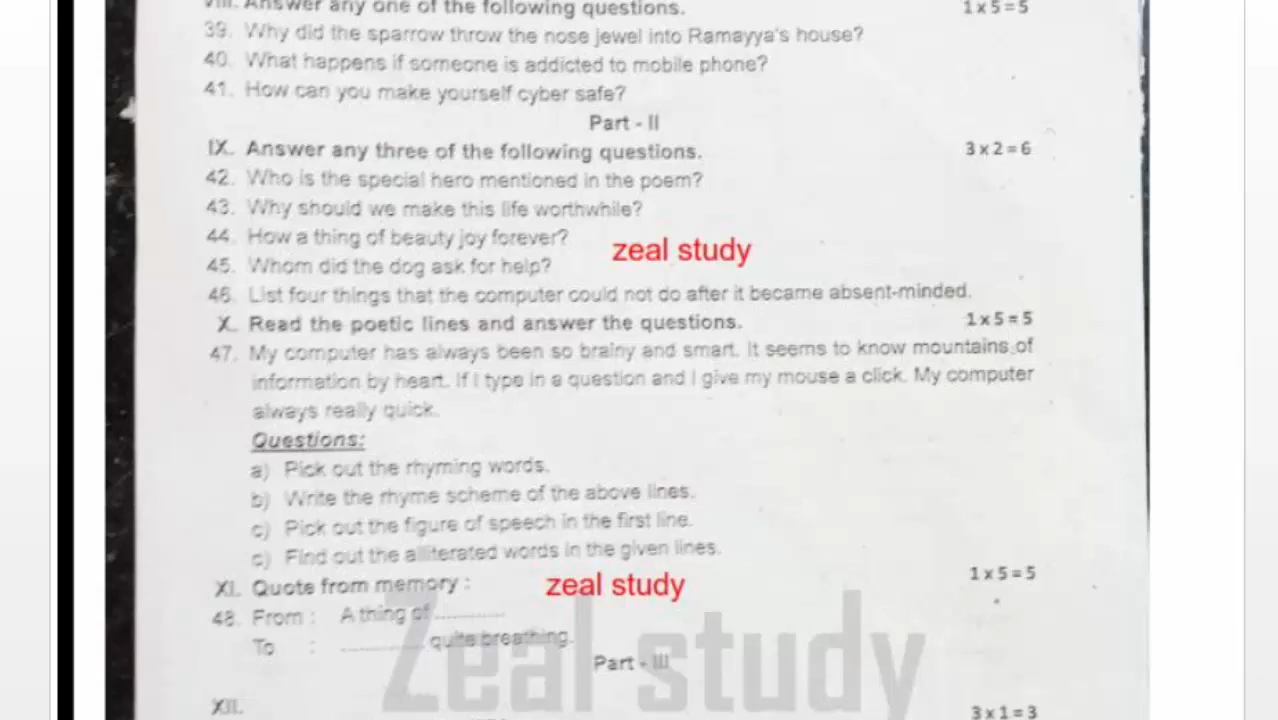 VIII. Answer any one of the following questions. 1 x 5 = 5
39. Why did the sparrow throw the nose jewel into Ramayya's house?
40. What happens if someone is addicted to mobile phone?
41. How can you make yourself cyber safe?
Part - II
IX. Answer any three of the following questions. 3 x 2 = 6
42. Who is the special hero mentioned in the poem?
43. Why should we make this life worthwhile?
44. How a thing of beauty joy forever?
zeal study
45. Whom did the dog ask for help?
46. List four things that the computer could not do after it became absent-minded.
X. Read the poetic lines and answer the questions. 1 x 5 = 5
47. My computer has always been so brainy and smart. It seems to know mountains of
information by heart. If I type in a question and I give my mouse a click. My computer
always really quick.
Questions:
a) Pick out the rhyming words.
b) Write the rhyme scheme of the above lines.
c) Pick out the figure of speech in the first line.
c) Find out the alliterated words in the given lines.
XI. Quote from memory : 1 x 5 = 5
zeal study
48. From : A thing of ............
To : ............... quite breathing.
Zeal study
Part - III
XII. 3 x 1 = 3